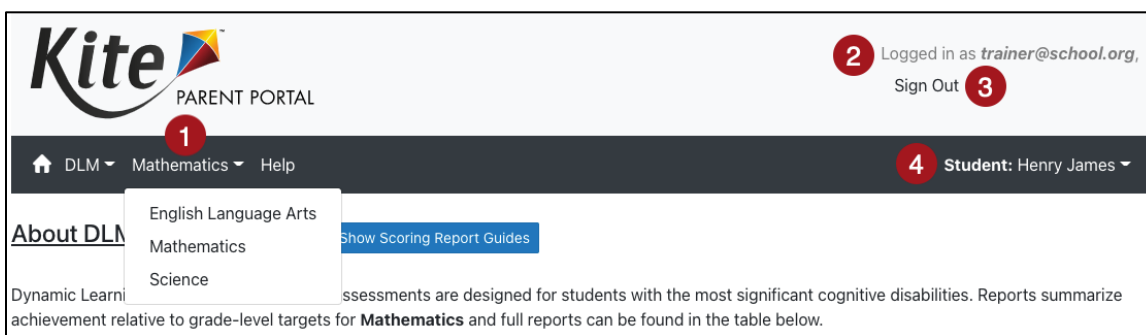 Kite
PARENT PORTAL
2 Logged in as trainer@school.org,
Sign Out 3
1
DLM Mathematics Help
4 Student: Henry James
English Language Arts
Mathematics
Science
About DLM
Show Scoring Report Guides
Dynamic Learni ssessments are designed for students with the most significant cognitive disabilities. Reports summarize
achievement relative to grade-level targets for Mathematics and full reports can be found in the table below.